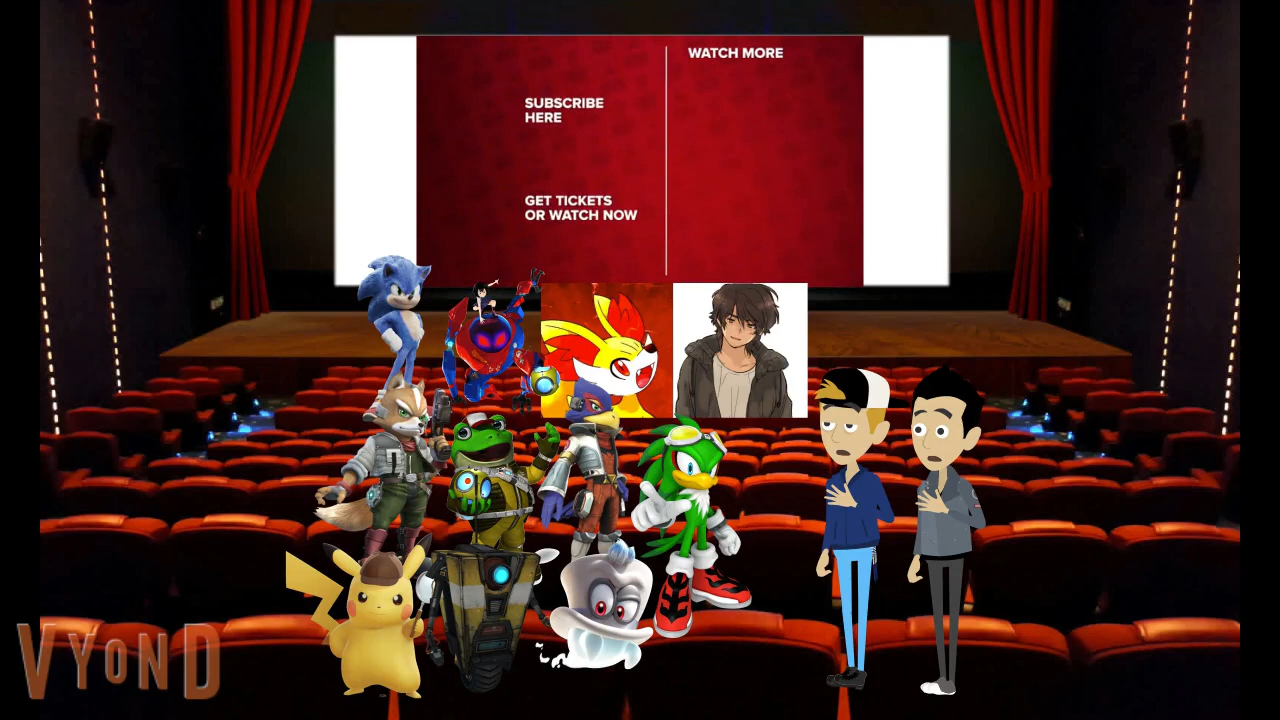 WATCH MORE
SUBSCRIBE
HERE
GET TICKETS
OR WATCH NOW
VYOND